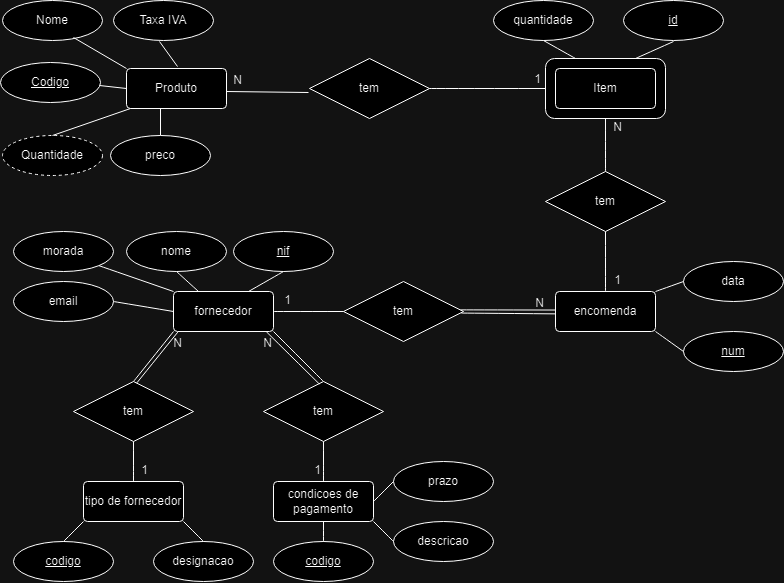 Nome
Taxa IVA
quantidade
id
Codigo
Produto
N
tem
1
Item
Quantidade
preco
N
tem
morada
nome
nif
1
data
email
fornecedor
1
tem
N
encomenda
N
N
num
tem
tem
1
1
prazo
tipo de fornecedor
condicoes de
pagamento
descricao
codigo
designacao
codigo